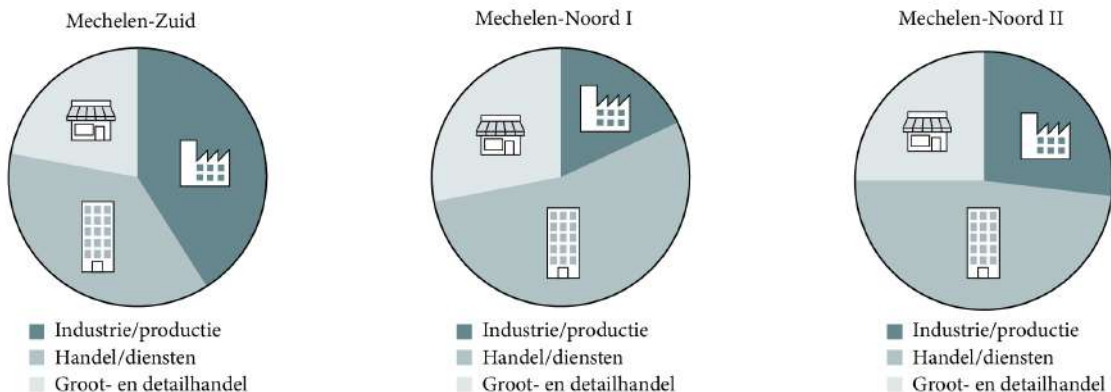 Mechelen-Zuid
Industrie/productie
Handel/diensten
Groot- en detailhandel
Mechelen-Noord I
Industrie/productie
Handel/diensten
Groot- en detailhandel
Mechelen-Noord II
Industrie/productie
Handel/diensten
Groot- en detailhandel